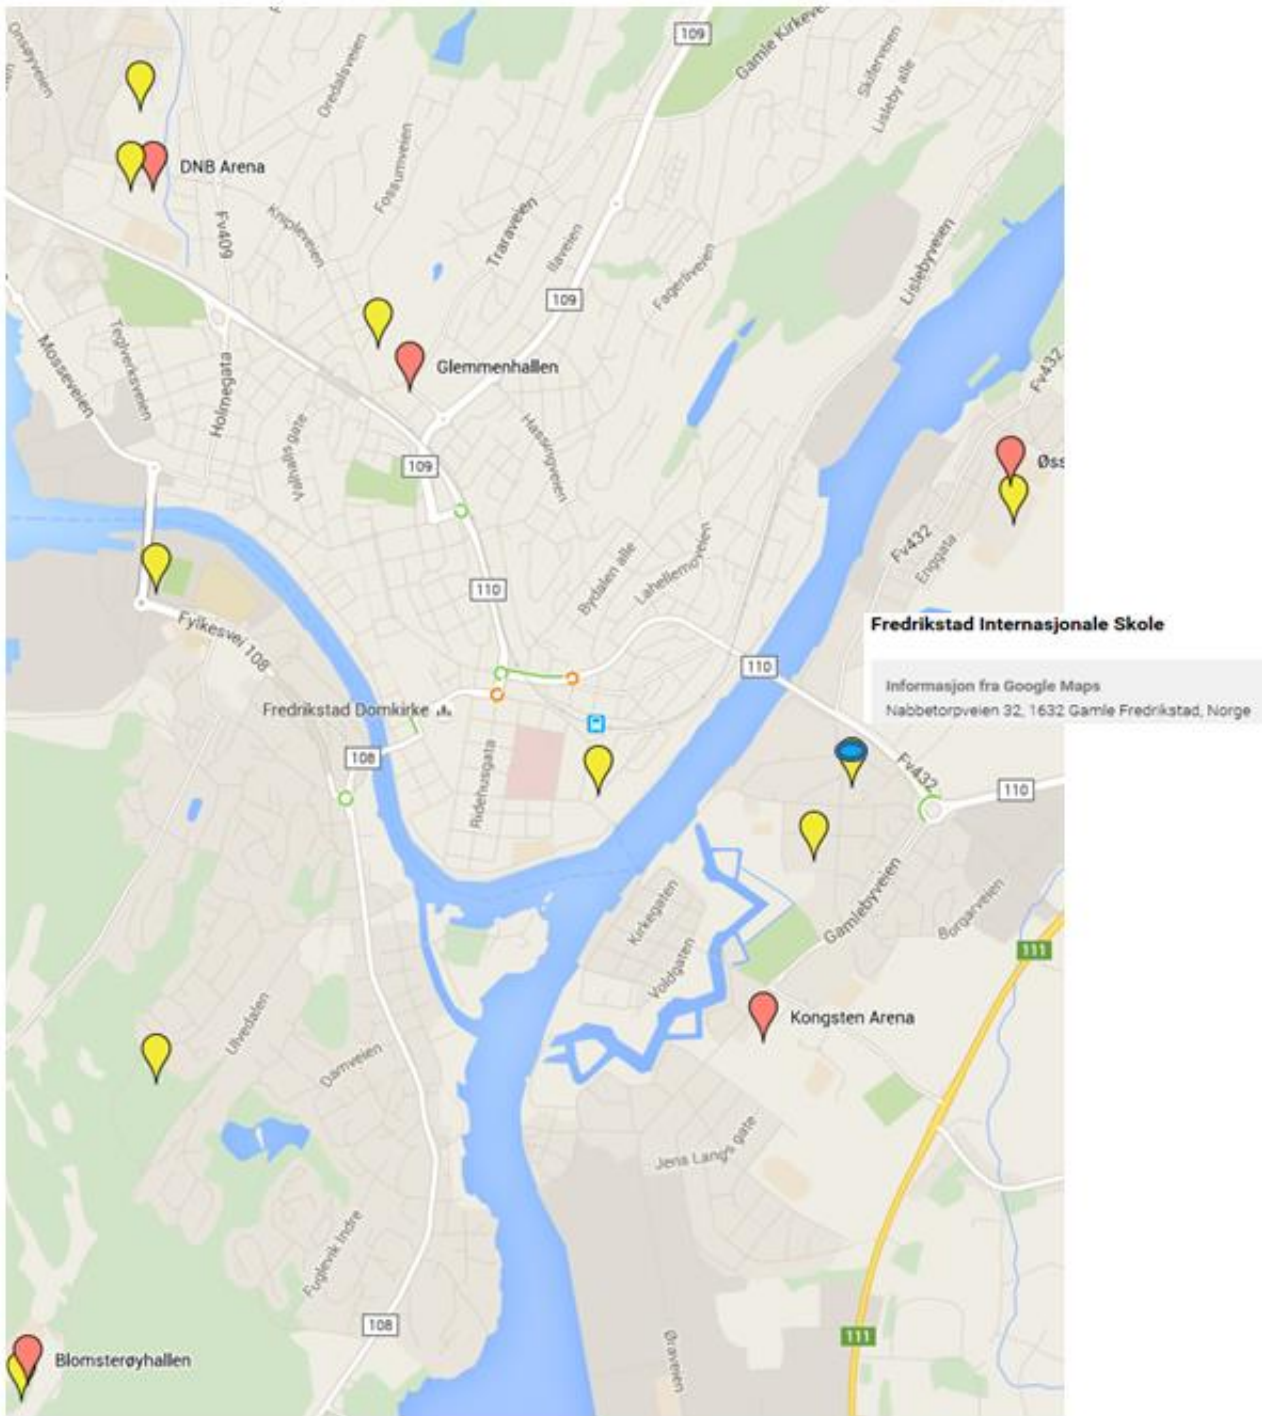 Onsøyveien
Oredalsveien
109
Gamle Kirkevei
Skiferveien
Lisleby alle
DNB Arena
Fossumveien
Knipleveien
Fv409
Traraveien
Ilaveien
Fagerliveien
Lislebyveien
109
Mosseveien
Teglverksveien
Holmegata
Glemmenhalllen
Fv432
Valhalls gate
Hassingveien
109
Øss
Fv432
Enggata
110
Bydalen alle
Lahellemoveien
Fylkesvei 108
Fredrikstad Internasjonale Skole
110
Informasjon fra Google Maps
Nabbetorpveien 32, 1632 Gamle Fredrikstad, Norge
Fredrikstad Domkirke
108
Ridehusgata
Fv432
110
Kirkegaten
Voldgaten
Gamlebyveien
Borgarveien
111
Kongsten Arena
Ulvedalen
Damveien
Jens Langs gate
Fuglevik Indre
108
Øraveien
111
Blomsterøyhallen